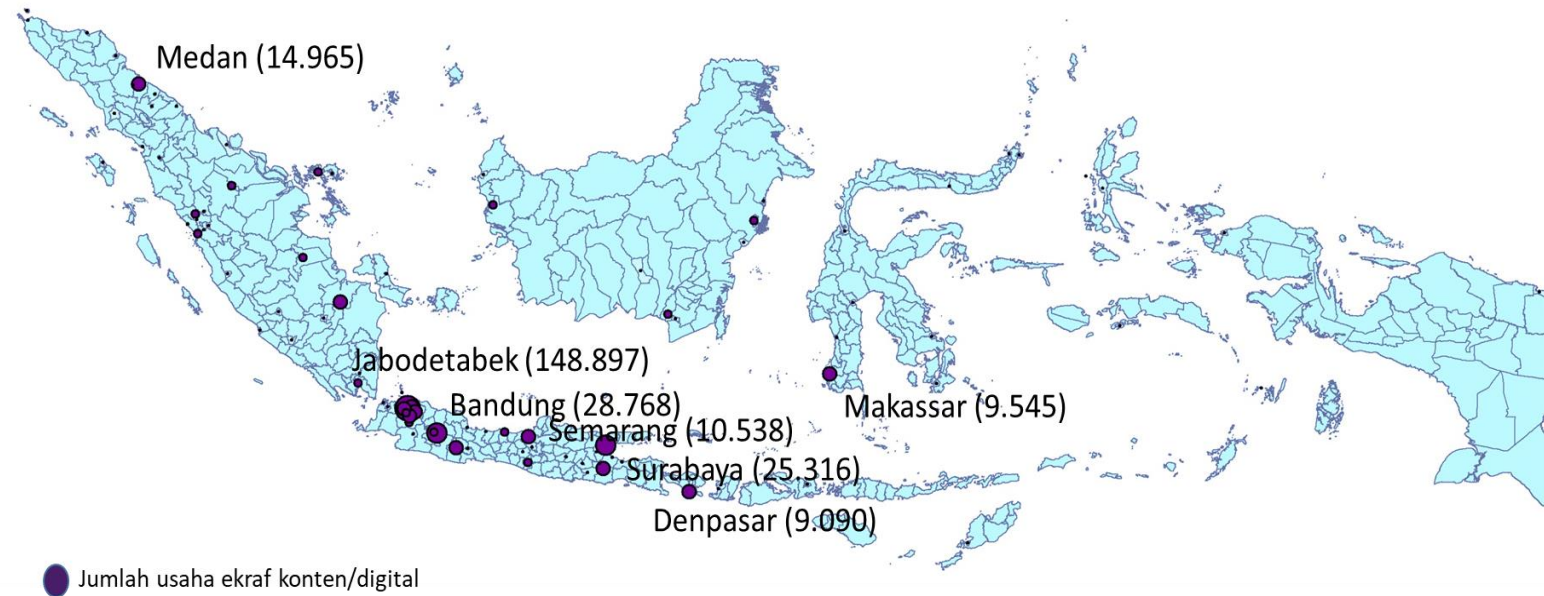 Medan (14.965)
Jabodetabek (148.897)
Bandung (28.768)
Makassar (9.545)
Semarang (10.538)
Surabaya (25.316)
Denpasar (9.090)
Jumlah usaha ekraf konten/digital